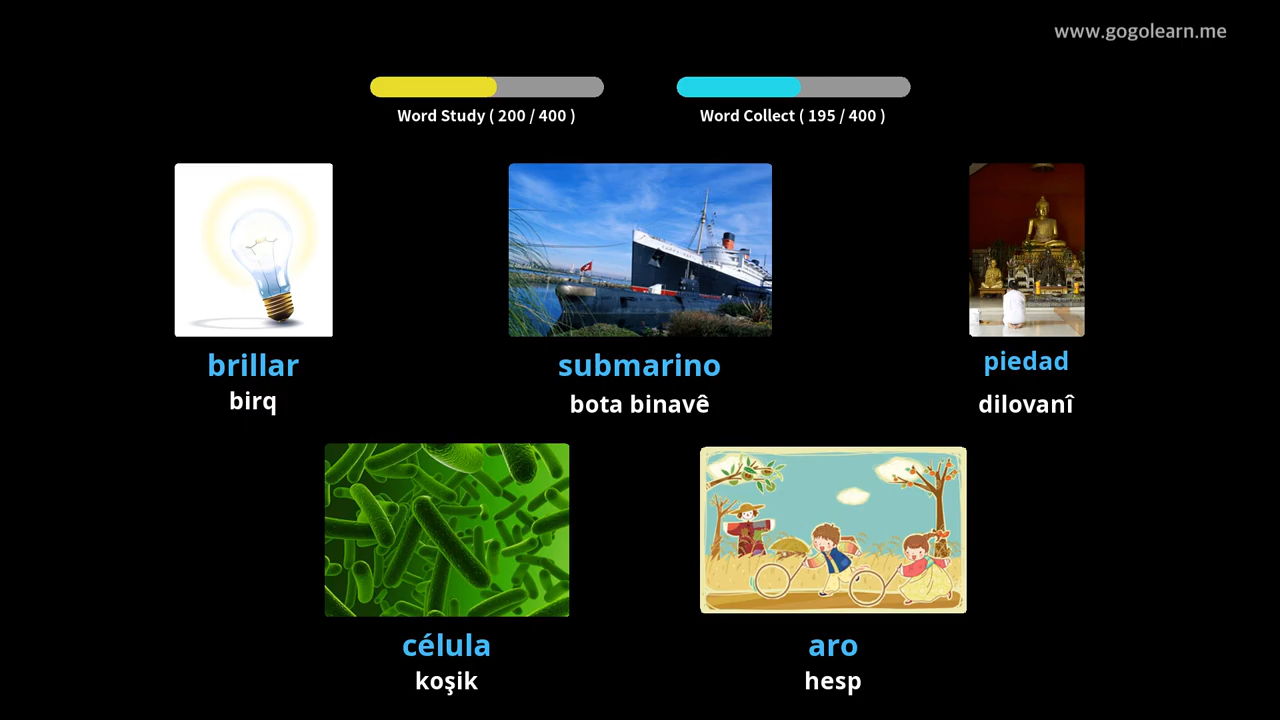 www.gogolearn.me
Word Study ( 200 / 400 )
Word Collect ( 195 / 400 )
brillar
birq
submarino
bota binavê
piedad
dilovanî
célula
koşik
aro
hesp